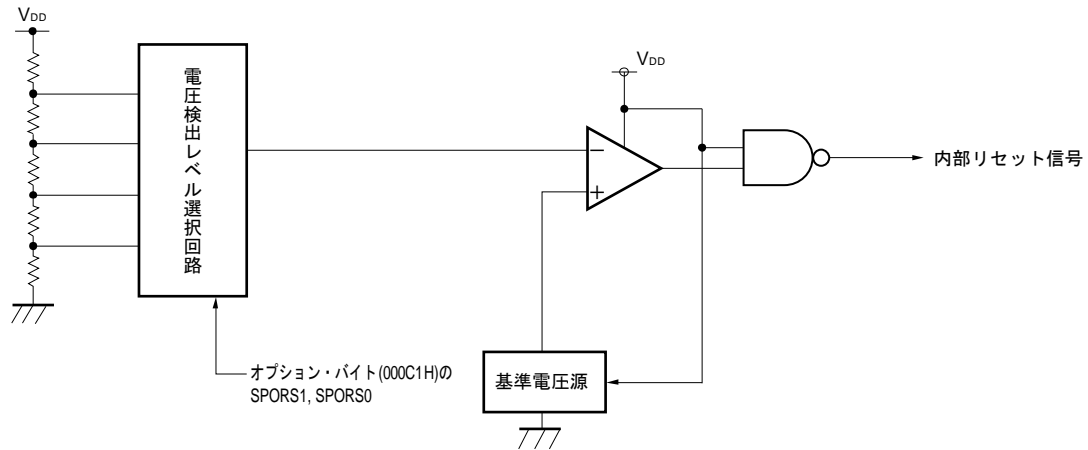 VDD
電圧検出レベル選択回路
VDD
−
+
内部リセット信号
基準電圧源
オプション・バイト(000C1H)の
SPORS1, SPORS0